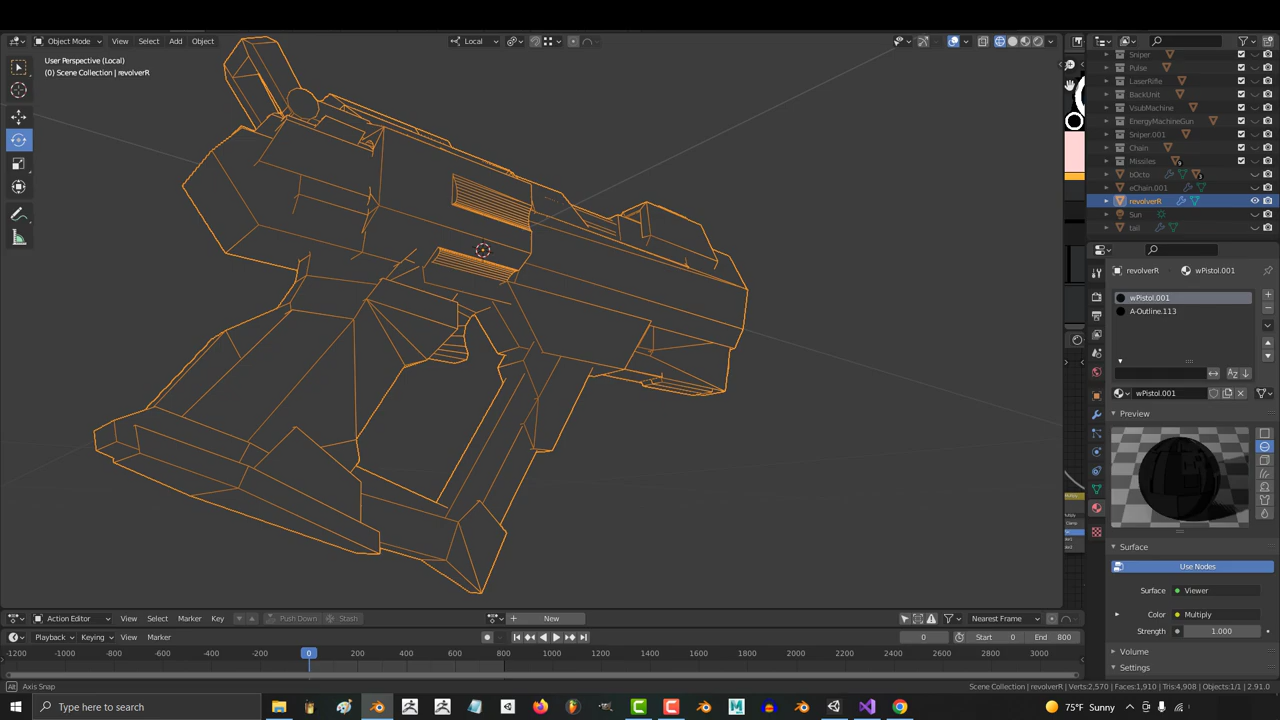 Object Mode View Select Add Object Local
User Perspective (Local)
(0) Scene Collection | revolverR
Sniper
Pulse
LaserRifle
BackUnit
VsubMachine
EnergyMachineGun
Sniper.001
Chain
Missiles
bOcto
eChain.001
revolverR
Sun
tail
revolverR wPistol.001
wPistol.001
A-Outline.113
wPistol.001
Preview
Surface
Use Nodes
Surface Viewer
Color Multiply
Strength 1.000
Volume
Settings
Action Editor View Select Marker Key Push Down Stash New Nearest Frame
Playback Keying View Marker 0 Start 0 End 800
-1200 -1000 -800 -600 -400 -200 0 200 400 600 800 1000 1200 1400 1600 1800 2000 2200 2400 2600 2800 3000
Axis Snap Scene Collection | revolverR | Verts:2,570 | Faces:1,910 | Tris:4,908 | Objects:1/1 | 2.91.0
Type here to search 75°F Sunny